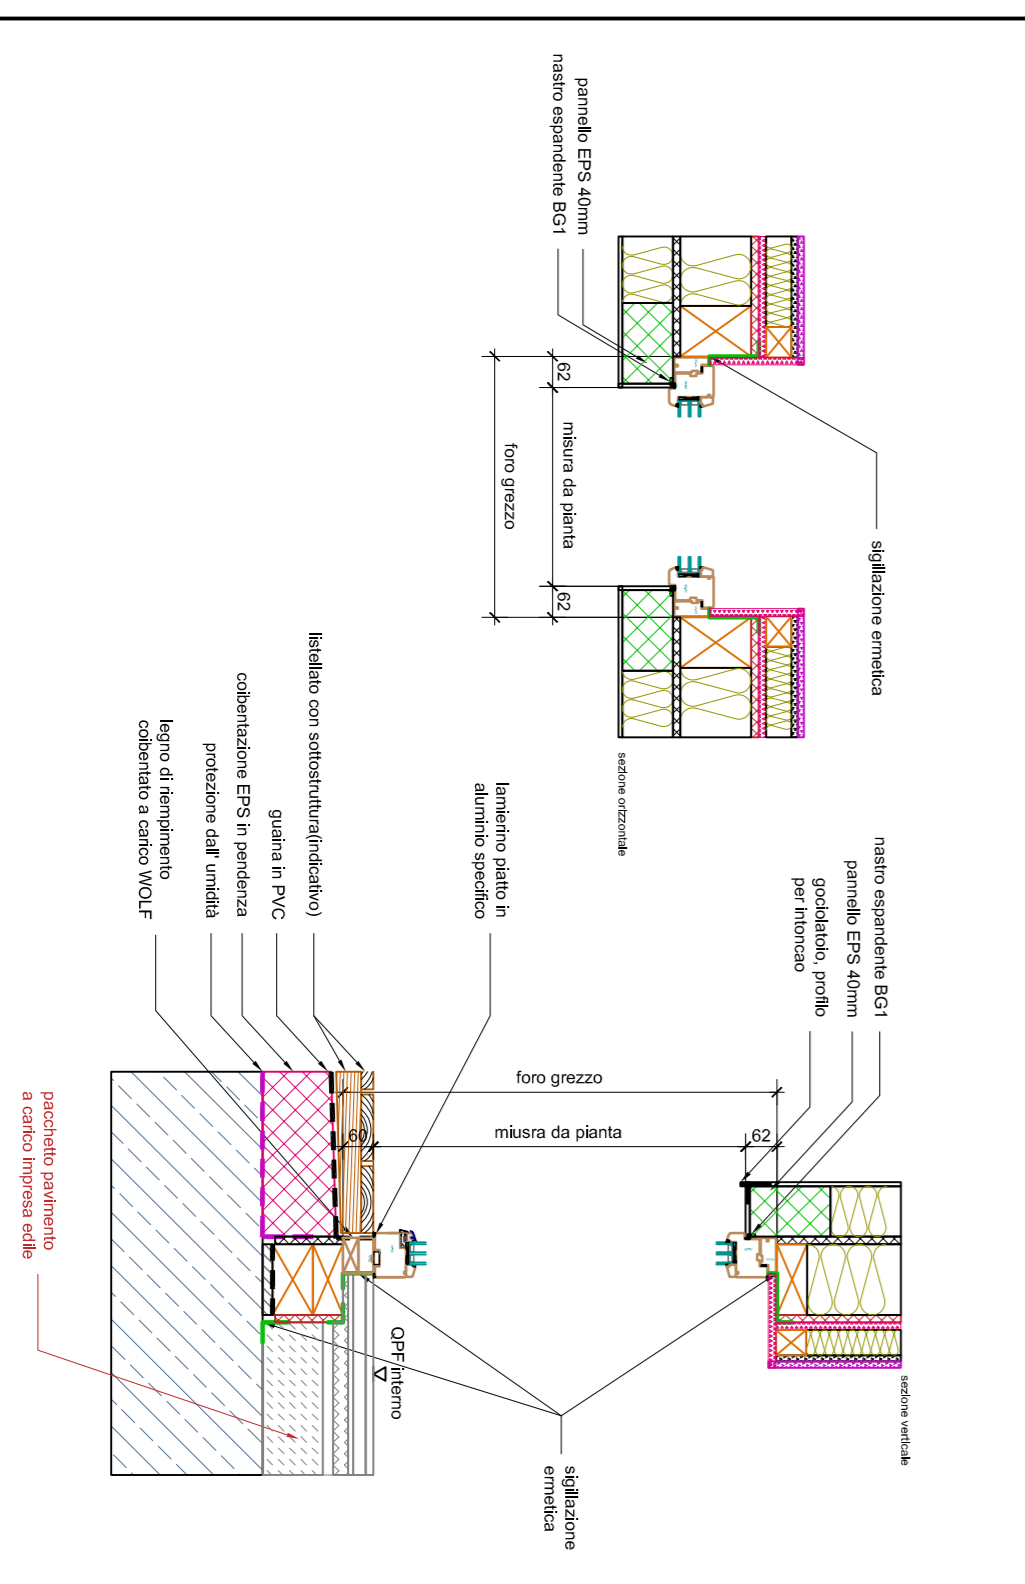 nastro espandente BG1
pannello EPS 40mm
62
misura da pianta
62
foro grezzo
sigillazione ermetica
sezione orizzontale
nastro espandente BG1
pannello EPS 40mm
gociolatoio, profilo
per intoncao
lamierino piatto in
aluminio specifico
listellato con sottostruttura(indicativo)
guaina in PVC
coibentazione EPS in pendenza
protezione dall' umidità
legno di riempimento
coibentato a carico WOLF
foro grezzo
miusra da pianta
62
60
sezione verticale
QPF interno
sigillazione
ermetica
pacchetto pavimento
a carico impresa edile